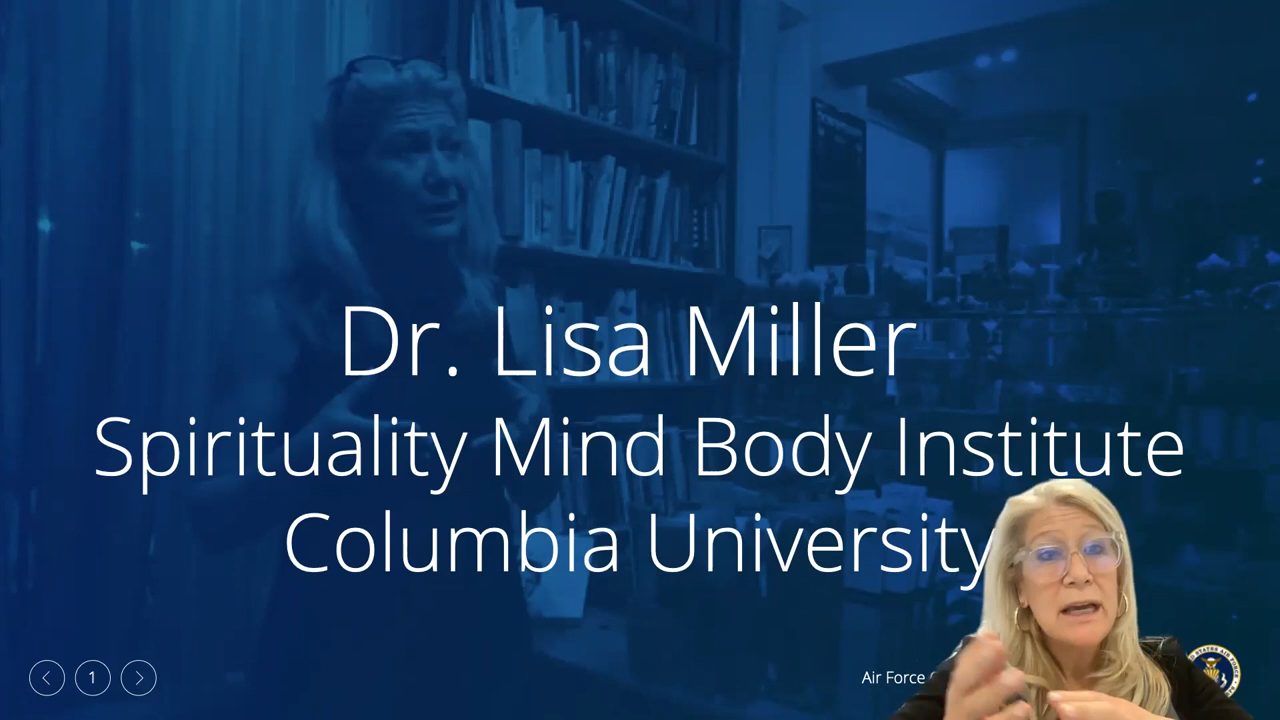 Dr. Lisa Miller
Spirituality Mind Body Institute
Columbia University
1
Air Force